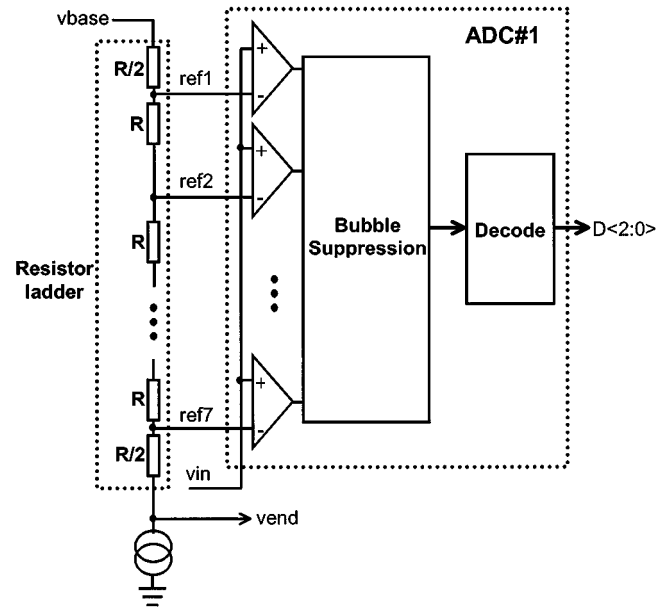 vbase
ADC#1
R/2
ref1
+
-
R
ref2
+
-
R
Bubble
Suppression
Decode
D<2:0>
Resistor
ladder
R
ref7
+
-
R/2
vin
vend